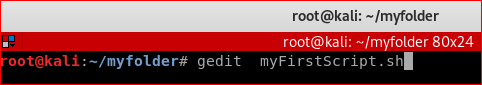 root@kali: ~/myfolder
root@kali: ~/myfolder 80x24
root@kali:~/myfolder# gedit  myFirstScript.sh